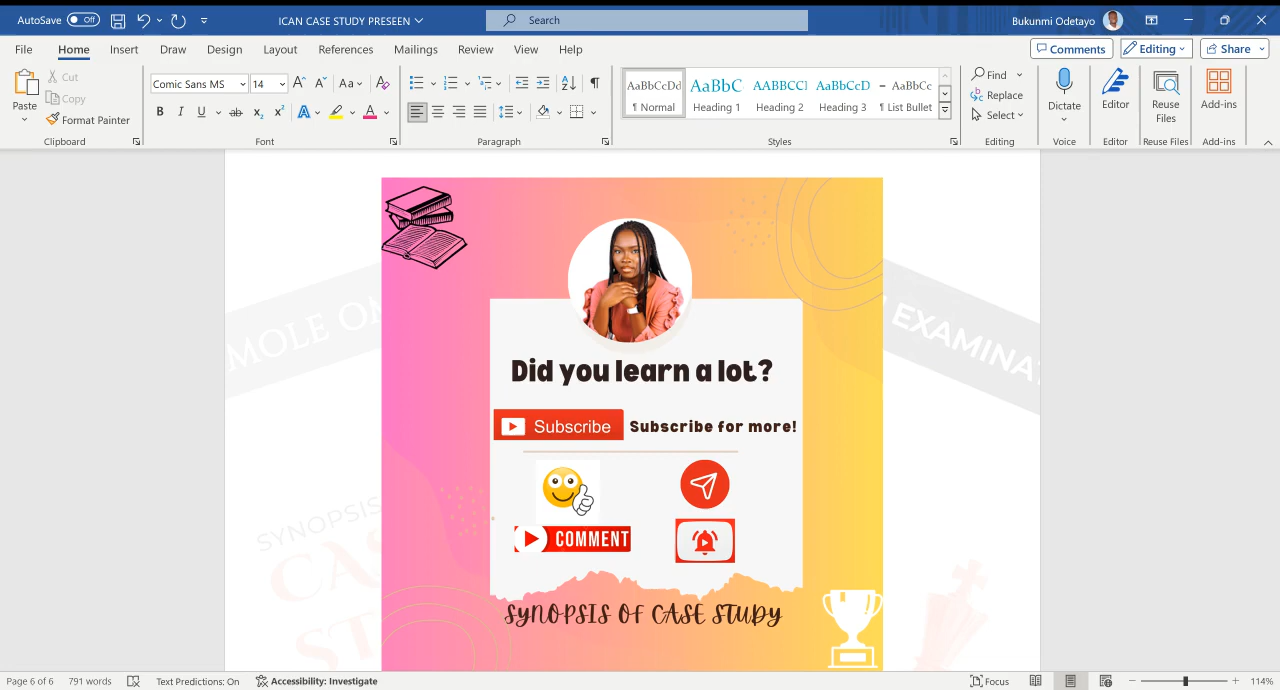 AutoSave Off
ICAN CASE STUDY PRESEEN
Search
Bukunmi Odetayo
File Home Insert Draw Design Layout References Mailings Review View Help
Comments Editing Share
Paste
Cut
Copy
Format Painter
Clipboard
Comic Sans MS 14
Aa
B I U ab x₂ x² A A
Font
Paragraph
AaBbCcDd AaBbC AABBCCI AaBbCcD AaBbCc
¶ Normal Heading 1 Heading 2 Heading 3 ¶ List Bullet
Styles
Find
Replace
Select
Editing
Dictate
Voice
Editor
Editor
Reuse Files
Reuse Files
Add-ins
Add-ins
MOLE
EXAMINA
Did you learn a lot?
Subscribe Subscribe for more!
COMMENT
SYNOPSIS
SYNOPSIS OF CASE STUDY
Page 6 of 6 791 words Text Predictions: On Accessibility: Investigate Focus 114%